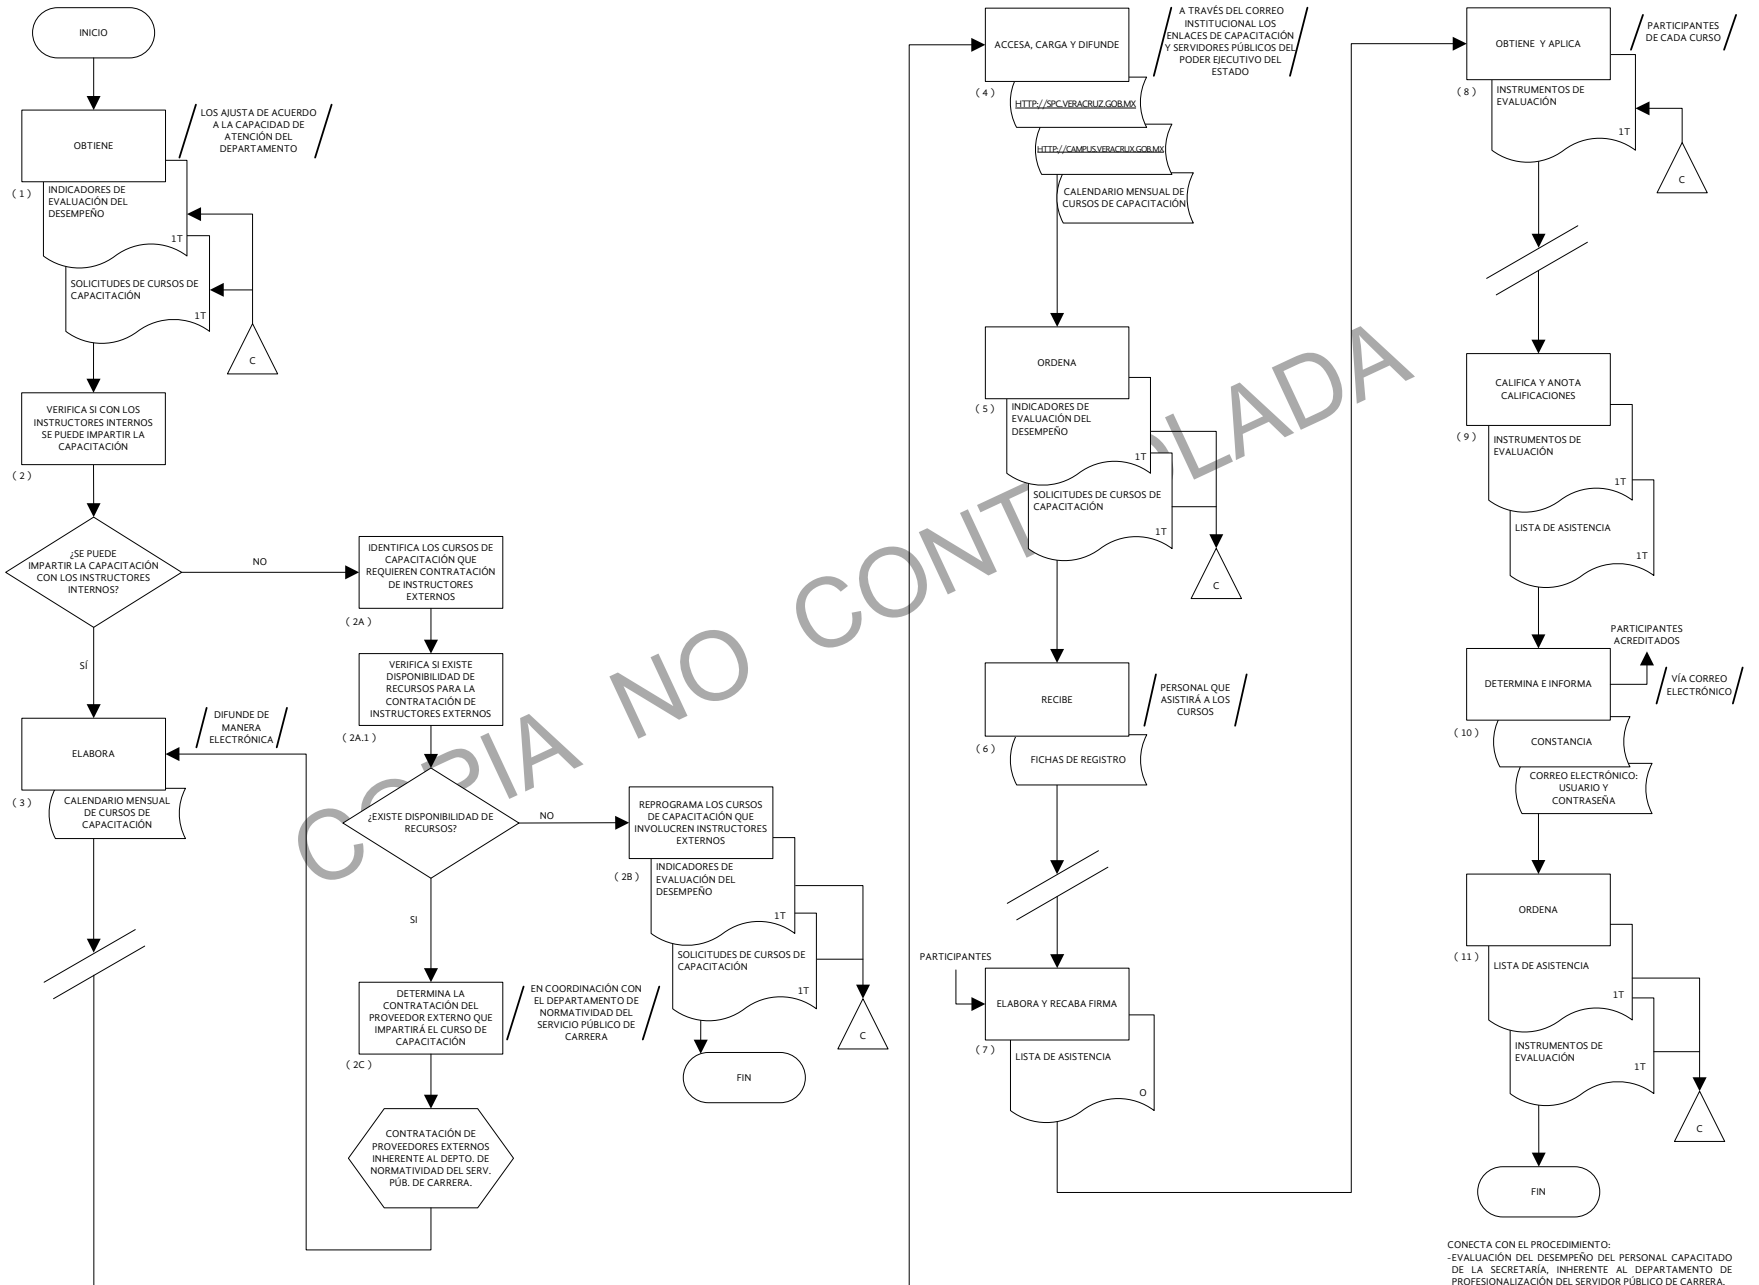 INICIO
OBTIENE
LOS AJUSTA DE ACUERDO
A LA CAPACIDAD DE
ATENCIÓN DEL
DEPARTAMENTO
( 1 )
INDICADORES DE
EVALUACIÓN DEL
DESEMPEÑO
1T
SOLICITUDES DE CURSOS DE
CAPACITACIÓN
1T
C
VERIFICA SI CON LOS
INSTRUCTORES INTERNOS
SE PUEDE IMPARTIR LA
CAPACITACIÓN
( 2 )
¿SE PUEDE
IMPARTIR LA CAPACITACIÓN
CON LOS INSTRUCTORES
INTERNOS?
NO
SÍ
IDENTIFICA LOS CURSOS DE
CAPACITACIÓN QUE
REQUIEREN CONTRATACIÓN
DE INSTRUCTORES
EXTERNOS
( 2A )
VERIFICA SI EXISTE
DISPONIBILIDAD DE
RECURSOS PARA LA
CONTRATACIÓN DE
INSTRUCTORES EXTERNOS
( 2A.1 )
ELABORA
DIFUNDE DE
MANERA
ELECTRÓNICA
( 3 )
CALENDARIO MENSUAL
DE CURSOS DE
CAPACITACIÓN
¿EXISTE DISPONIBILIDAD DE
RECURSOS?
NO
SI
REPROGRAMA LOS CURSOS
DE CAPACITACIÓN QUE
INVOLUCREN INSTRUCTORES
EXTERNOS
( 2B )
INDICADORES DE
EVALUACIÓN DEL
DESEMPEÑO
1T
SOLICITUDES DE CURSOS DE
CAPACITACIÓN
1T
C
FIN
DETERMINA LA
CONTRATACIÓN DEL
PROVEEDOR EXTERNO QUE
IMPARTIRÁ EL CURSO DE
CAPACITACIÓN
EN COORDINACIÓN CON
EL DEPARTAMENTO DE
NORMATIVIDAD DEL
SERVICIO PÚBLICO DE
CARRERA
( 2C )
CONTRATACIÓN DE
PROVEEDORES EXTERNOS
INHERENTE AL DEPTO. DE
NORMATIVIDAD DEL SERV.
PÚB. DE CARRERA.
ACCESA, CARGA Y DIFUNDE
A TRAVÉS DEL CORREO
INSTITUCIONAL LOS
ENLACES DE CAPACITACIÓN
Y SERVIDORES PÚBLICOS DEL
PODER EJECUTIVO DEL
ESTADO
( 4 )
HTTP://SPC.VERACRUZ.GOB.MX
HTTP://CAMPUS.VERACRUX.GOB.MX
CALENDARIO MENSUAL DE
CURSOS DE CAPACITACIÓN
ORDENA
( 5 )
INDICADORES DE
EVALUACIÓN DEL
DESEMPEÑO
1T
SOLICITUDES DE CURSOS DE
CAPACITACIÓN
1T
C
RECIBE
PERSONAL QUE
ASISTIRÁ A LOS
CURSOS
( 6 )
FICHAS DE REGISTRO
PARTICIPANTES
ELABORA Y RECABA FIRMA
( 7 )
LISTA DE ASISTENCIA
O
OBTIENE Y APLICA
PARTICIPANTES
DE CADA CURSO
( 8 )
INSTRUMENTOS DE
EVALUACIÓN
1T
C
CALIFICA Y ANOTA
CALIFICACIONES
( 9 )
INSTRUMENTOS DE
EVALUACIÓN
1T
LISTA DE ASISTENCIA
1T
PARTICIPANTES
ACREDITADOS
DETERMINA E INFORMA
VÍA CORREO
ELECTRÓNICO
( 10 )
CONSTANCIA
CORREO ELECTRÓNICO:
USUARIO Y
CONTRASEÑA
ORDENA
( 11 )
LISTA DE ASISTENCIA
1T
INSTRUMENTOS DE
EVALUACIÓN
1T
C
FIN
CONECTA CON EL PROCEDIMIENTO:
-EVALUACIÓN DEL DESEMPEÑO DEL PERSONAL CAPACITADO
DE LA SECRETARÍA, INHERENTE AL DEPARTAMENTO DE
PROFESIONALIZACIÓN DEL SERVIDOR PÚBLICO DE CARRERA.
COPIA NO CONTROLADA